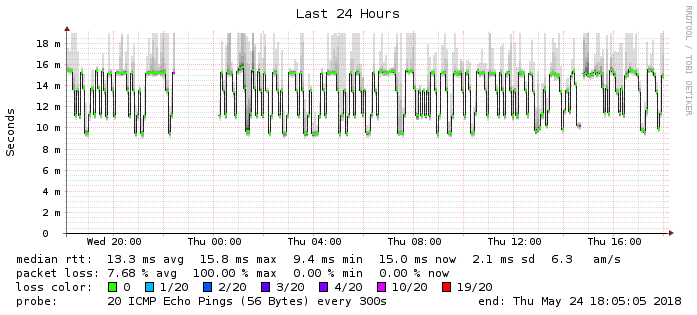 Last 24 Hours
RRDTOOL / TOBI OETIKER
Seconds
18 m
16 m
14 m
12 m
10 m
8 m
6 m
4 m
2 m
0
Wed 20:00 Thu 00:00 Thu 04:00 Thu 08:00 Thu 12:00 Thu 16:00
median rtt: 13.3 ms avg 15.8 ms max 9.4 ms min 15.0 ms now 2.1 ms sd 6.3 am/s
packet loss: 7.68 % avg 100.00 % max 0.00 % min 0.00 % now
loss color: 0 1/20 2/20 3/20 4/20 10/20 19/20
probe: 20 ICMP Echo Pings (56 Bytes) every 300s end: Thu May 24 18:05:05 2018